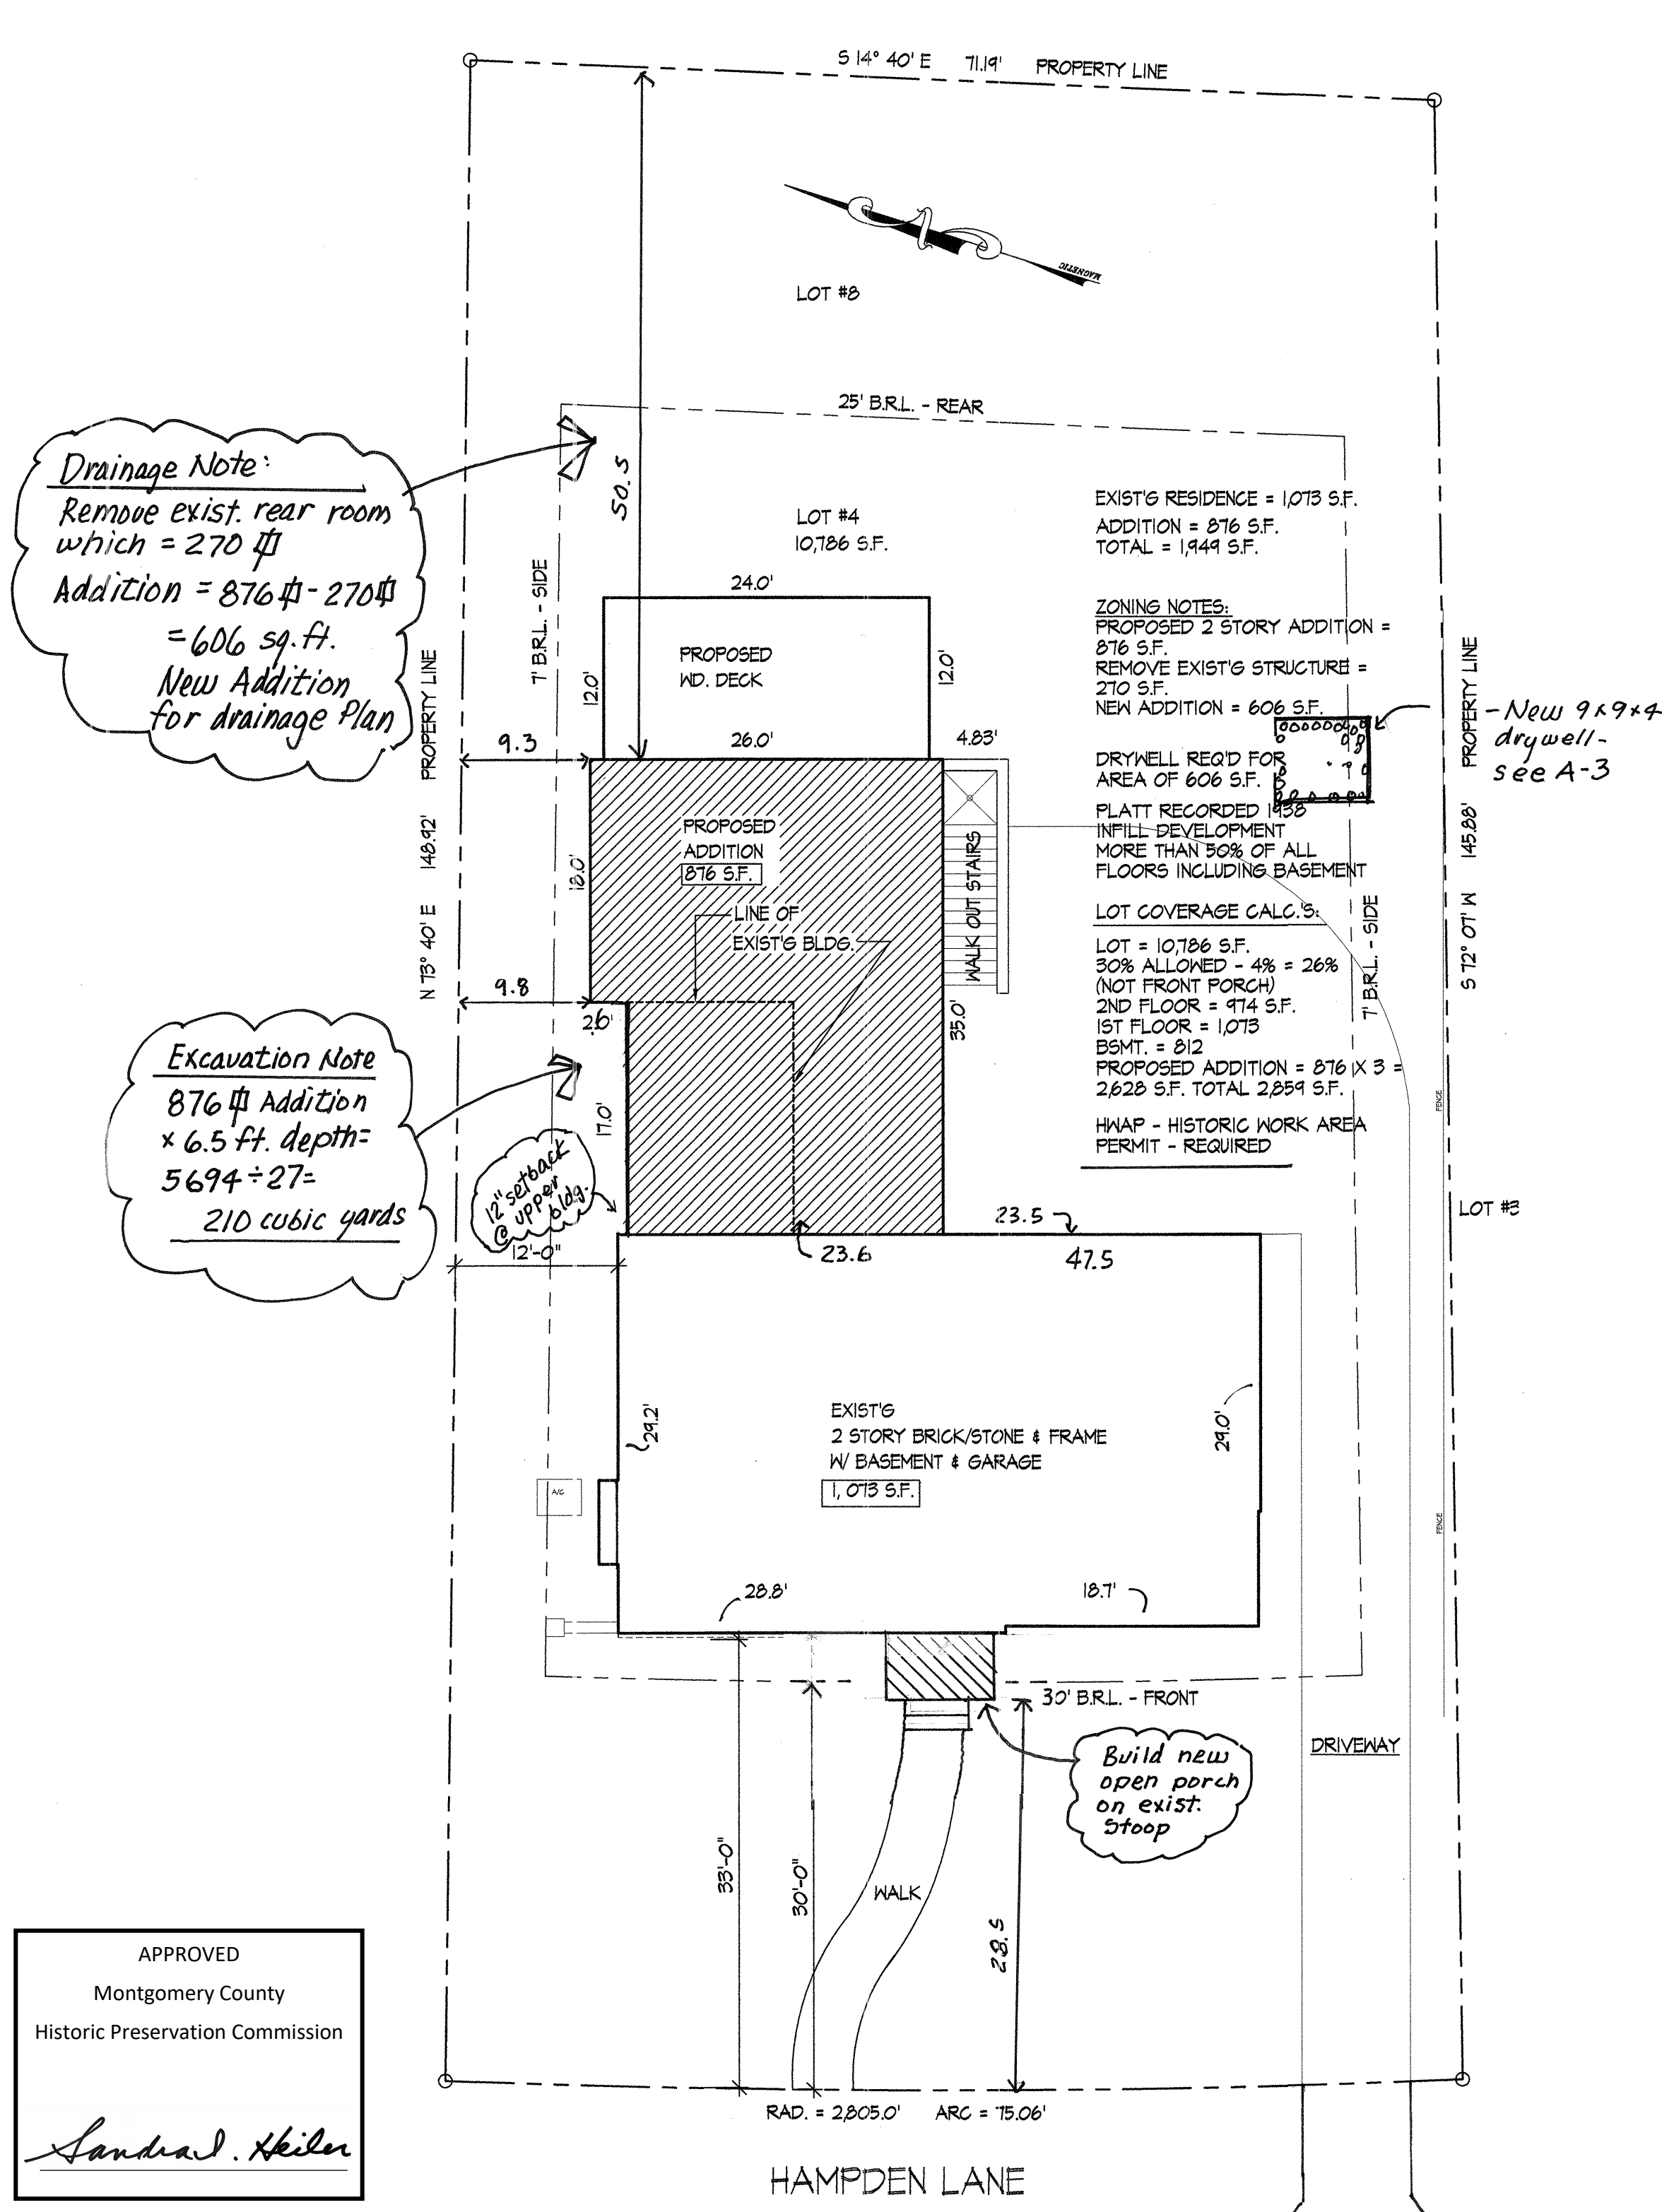 S 14° 40' E 71.19' PROPERTY LINE
MAGNETIC
LOT #8
25' B.R.L. - REAR
Drainage Note:
Remove exist. rear room
which = 270 ⏍
Addition = 876 ⏍ - 270 ⏍
= 606 sq. ft.
New Addition
for drainage Plan
50.5
LOT #4
10,786 S.F.
EXIST'G RESIDENCE = 1,073 S.F.
ADDITION = 876 S.F.
TOTAL = 1,949 S.F.
7' B.R.L. - SIDE
24.0'
PROPOSED
WD. DECK
12.0'
12.0'
26.0'
4.83'
9.3
ZONING NOTES:
PROPOSED 2 STORY ADDITION =
876 S.F.
REMOVE EXIST'G STRUCTURE =
270 S.F.
NEW ADDITION = 606 S.F.
DRYWELL REQ'D FOR
AREA OF 606 S.F.
PLATT RECORDED 1938
INFILL DEVELOPMENT
MORE THAN 50% OF ALL
FLOORS INCLUDING BASEMENT
- New 9x9x4
drywell -
see A-3
N 73° 40' E 148.92' PROPERTY LINE
S 72° 07' W 145.88' PROPERTY LINE
PROPOSED
ADDITION
876 S.F.
18.0'
LINE OF
EXIST'G BLDG.
WALK OUT STAIRS
LOT COVERAGE CALC.'S:
LOT = 10,786 S.F.
30% ALLOWED - 4% = 26%
(NOT FRONT PORCH)
2ND FLOOR = 974 S.F.
1ST FLOOR = 1,073
BSMT. = 812
PROPOSED ADDITION = 876 X 3 =
2,628 S.F. TOTAL 2,859 S.F.
HWAP - HISTORIC WORK AREA
PERMIT - REQUIRED
7' B.R.L. - SIDE
9.8
2.6'
35.0'
17.0'
Excavation Note
876 ⏍ Addition
x 6.5 ft. depth=
5694÷27=
210 cubic yards
12" setback
@ upper
bldg.
12'-0"
23.6
23.5
47.5
FENCE
LOT #3
29.2'
29.0'
EXIST'G
2 STORY BRICK/STONE & FRAME
W/ BASEMENT & GARAGE
1,073 S.F.
A/C
FENCE
28.8'
18.7'
30' B.R.L. - FRONT
Build new
open porch
on exist.
Stoop
DRIVEWAY
33'-0"
30'-0"
WALK
28.5
APPROVED
Montgomery County
Historic Preservation Commission
Sandra I. Heiler
RAD. = 2,805.0' ARC = 75.06'
HAMPDEN LANE